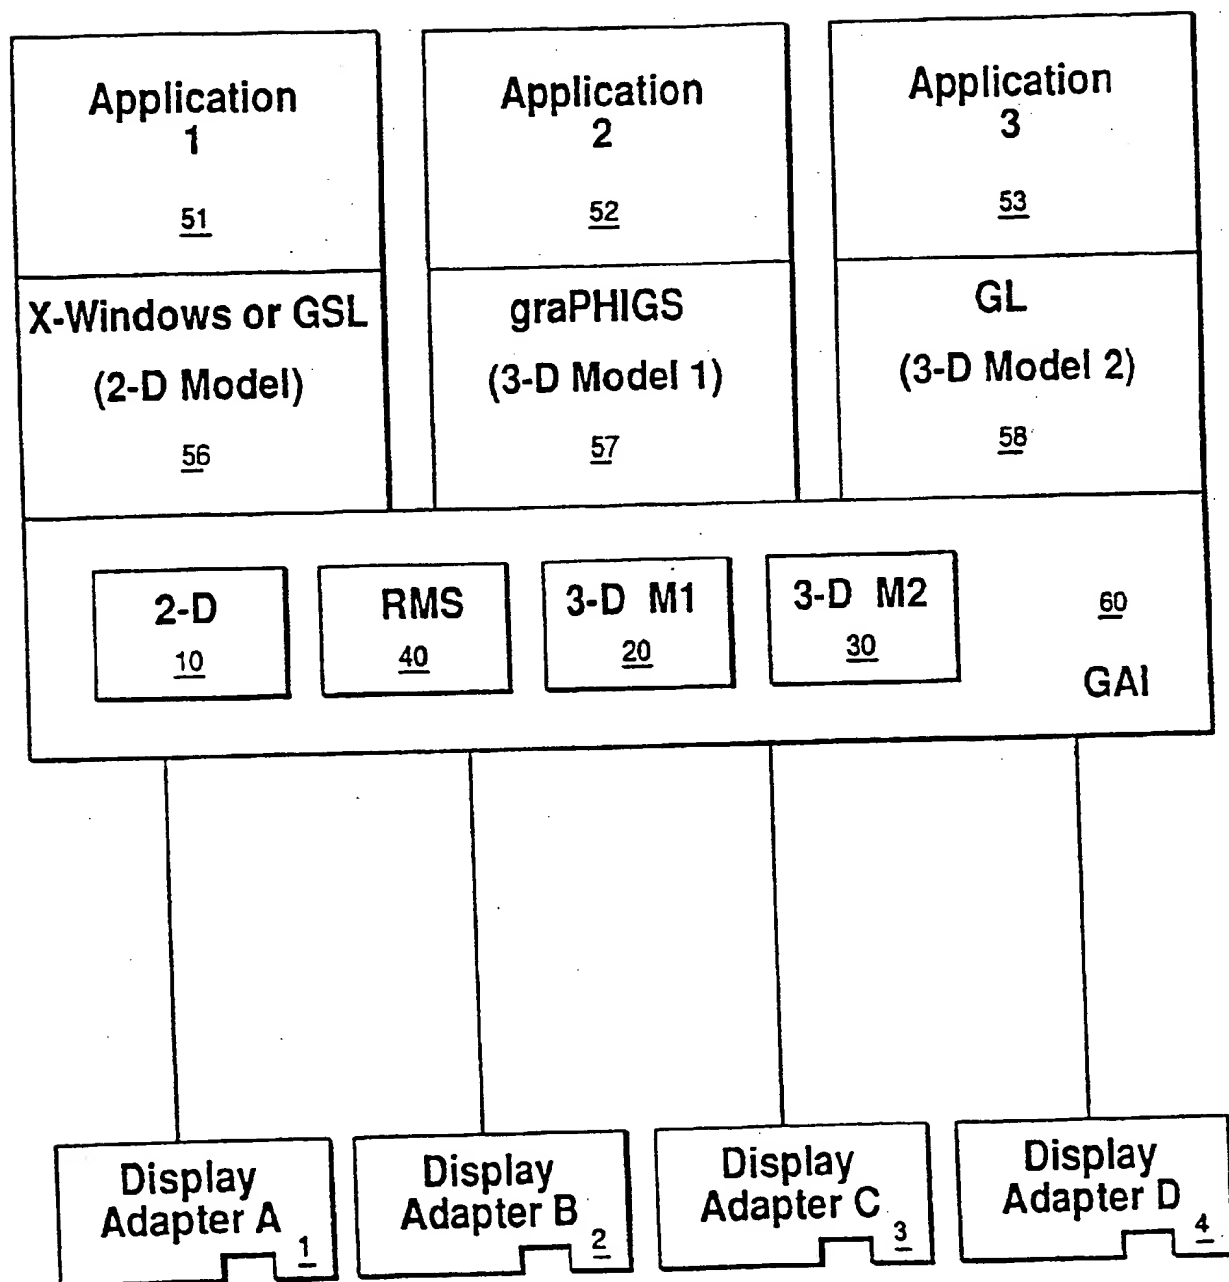 Application
1
51
Application
2
52
Application
3
53
X-Windows or GSL
(2-D Model)
56
graPHIGS
(3-D Model 1)
57
GL
(3-D Model 2)
58
2-D
10
RMS
40
3-D M1
20
3-D M2
30
60
GAI
Display
Adapter A
1
Display
Adapter B
2
Display
Adapter C
3
Display
Adapter D
4